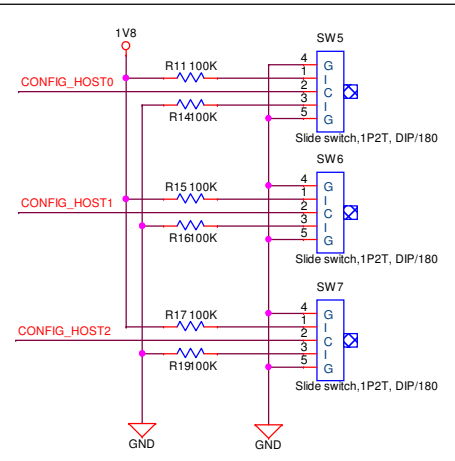 1V8
SW5
R11 100K
4 G
1 I
CONFIG_HOST0
2 C
3 I
R14100K
5 G
Slide switch,1P2T, DIP/180
SW6
R15 100K
4 G
1 I
CONFIG_HOST1
2 C
3 I
R16100K
5 G
Slide switch,1P2T, DIP/180
SW7
R17 100K
4 G
1 I
CONFIG_HOST2
2 C
3 I
R19100K
5 G
Slide switch,1P2T, DIP/180
GND
GND